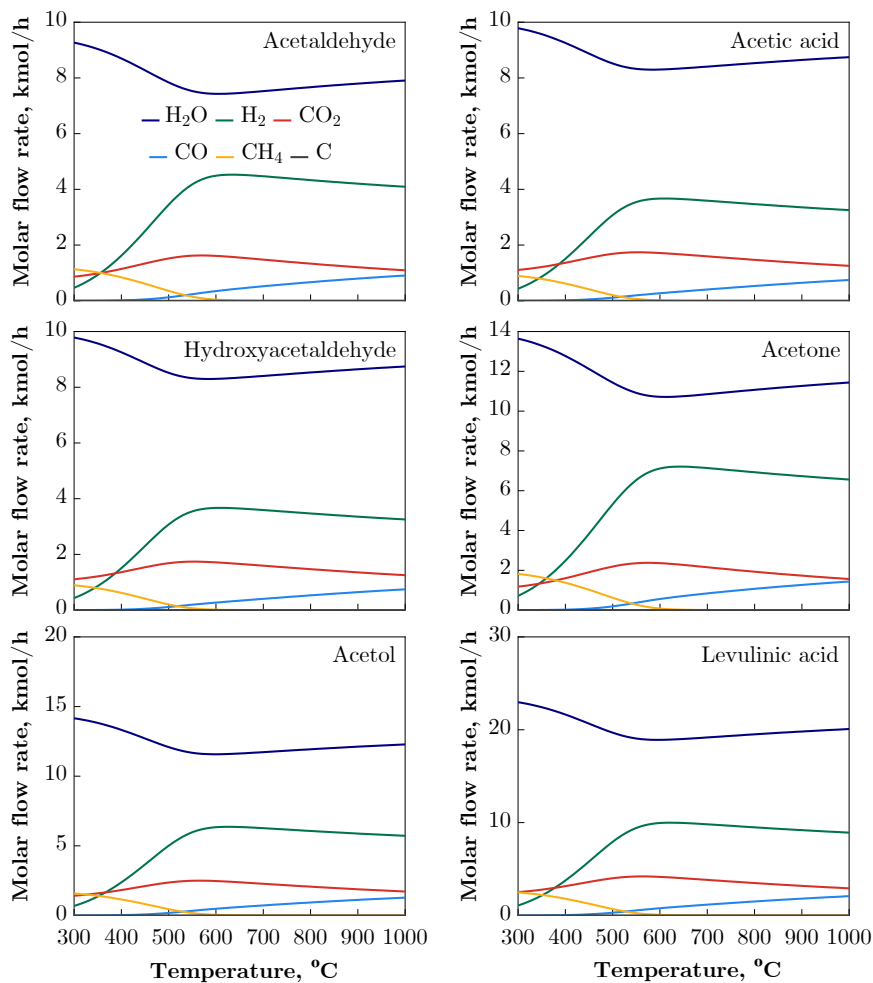 Molar flow rate, kmol/h
10
8
6
4
2
0
Acetaldehyde
H₂O H₂ CO₂
CO CH₄ C
Molar flow rate, kmol/h
10
8
6
4
2
0
Acetic acid
Molar flow rate, kmol/h
10
8
6
4
2
0
Hydroxyacetaldehyde
Molar flow rate, kmol/h
14
12
10
8
6
4
2
0
Acetone
Molar flow rate, kmol/h
20
15
10
5
0
Acetol
300 400 500 600 700 800 900 1000
Temperature, ºC
Molar flow rate, kmol/h
30
20
10
0
Levulinic acid
300 400 500 600 700 800 900 1000
Temperature, ºC